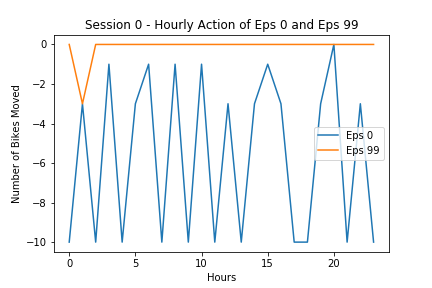 Session 0 - Hourly Action of Eps 0 and Eps 99
Number of Bikes Moved
0
−2
−4
−6
−8
−10
Eps 0
Eps 99
0 5 10 15 20
Hours